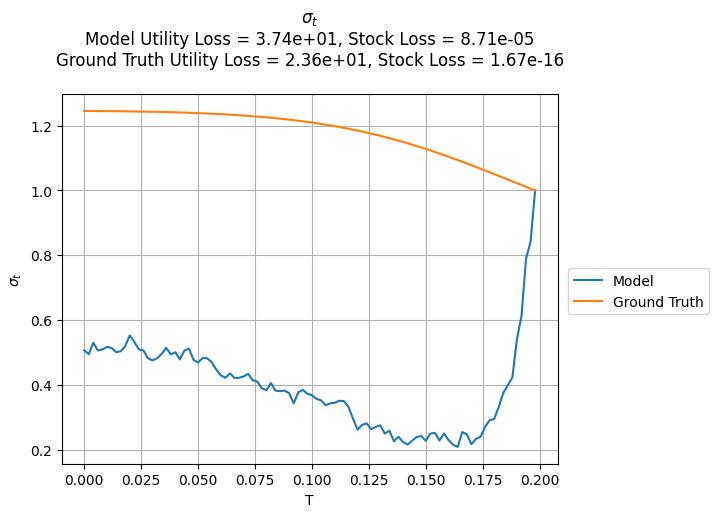 σt
Model Utility Loss = 3.74e+01, Stock Loss = 8.71e-05
Ground Truth Utility Loss = 2.36e+01, Stock Loss = 1.67e-16
1.2
1.0
0.8
0.6
0.4
0.2
σt
0.000 0.025 0.050 0.075 0.100 0.125 0.150 0.175 0.200
T
Model
Ground Truth